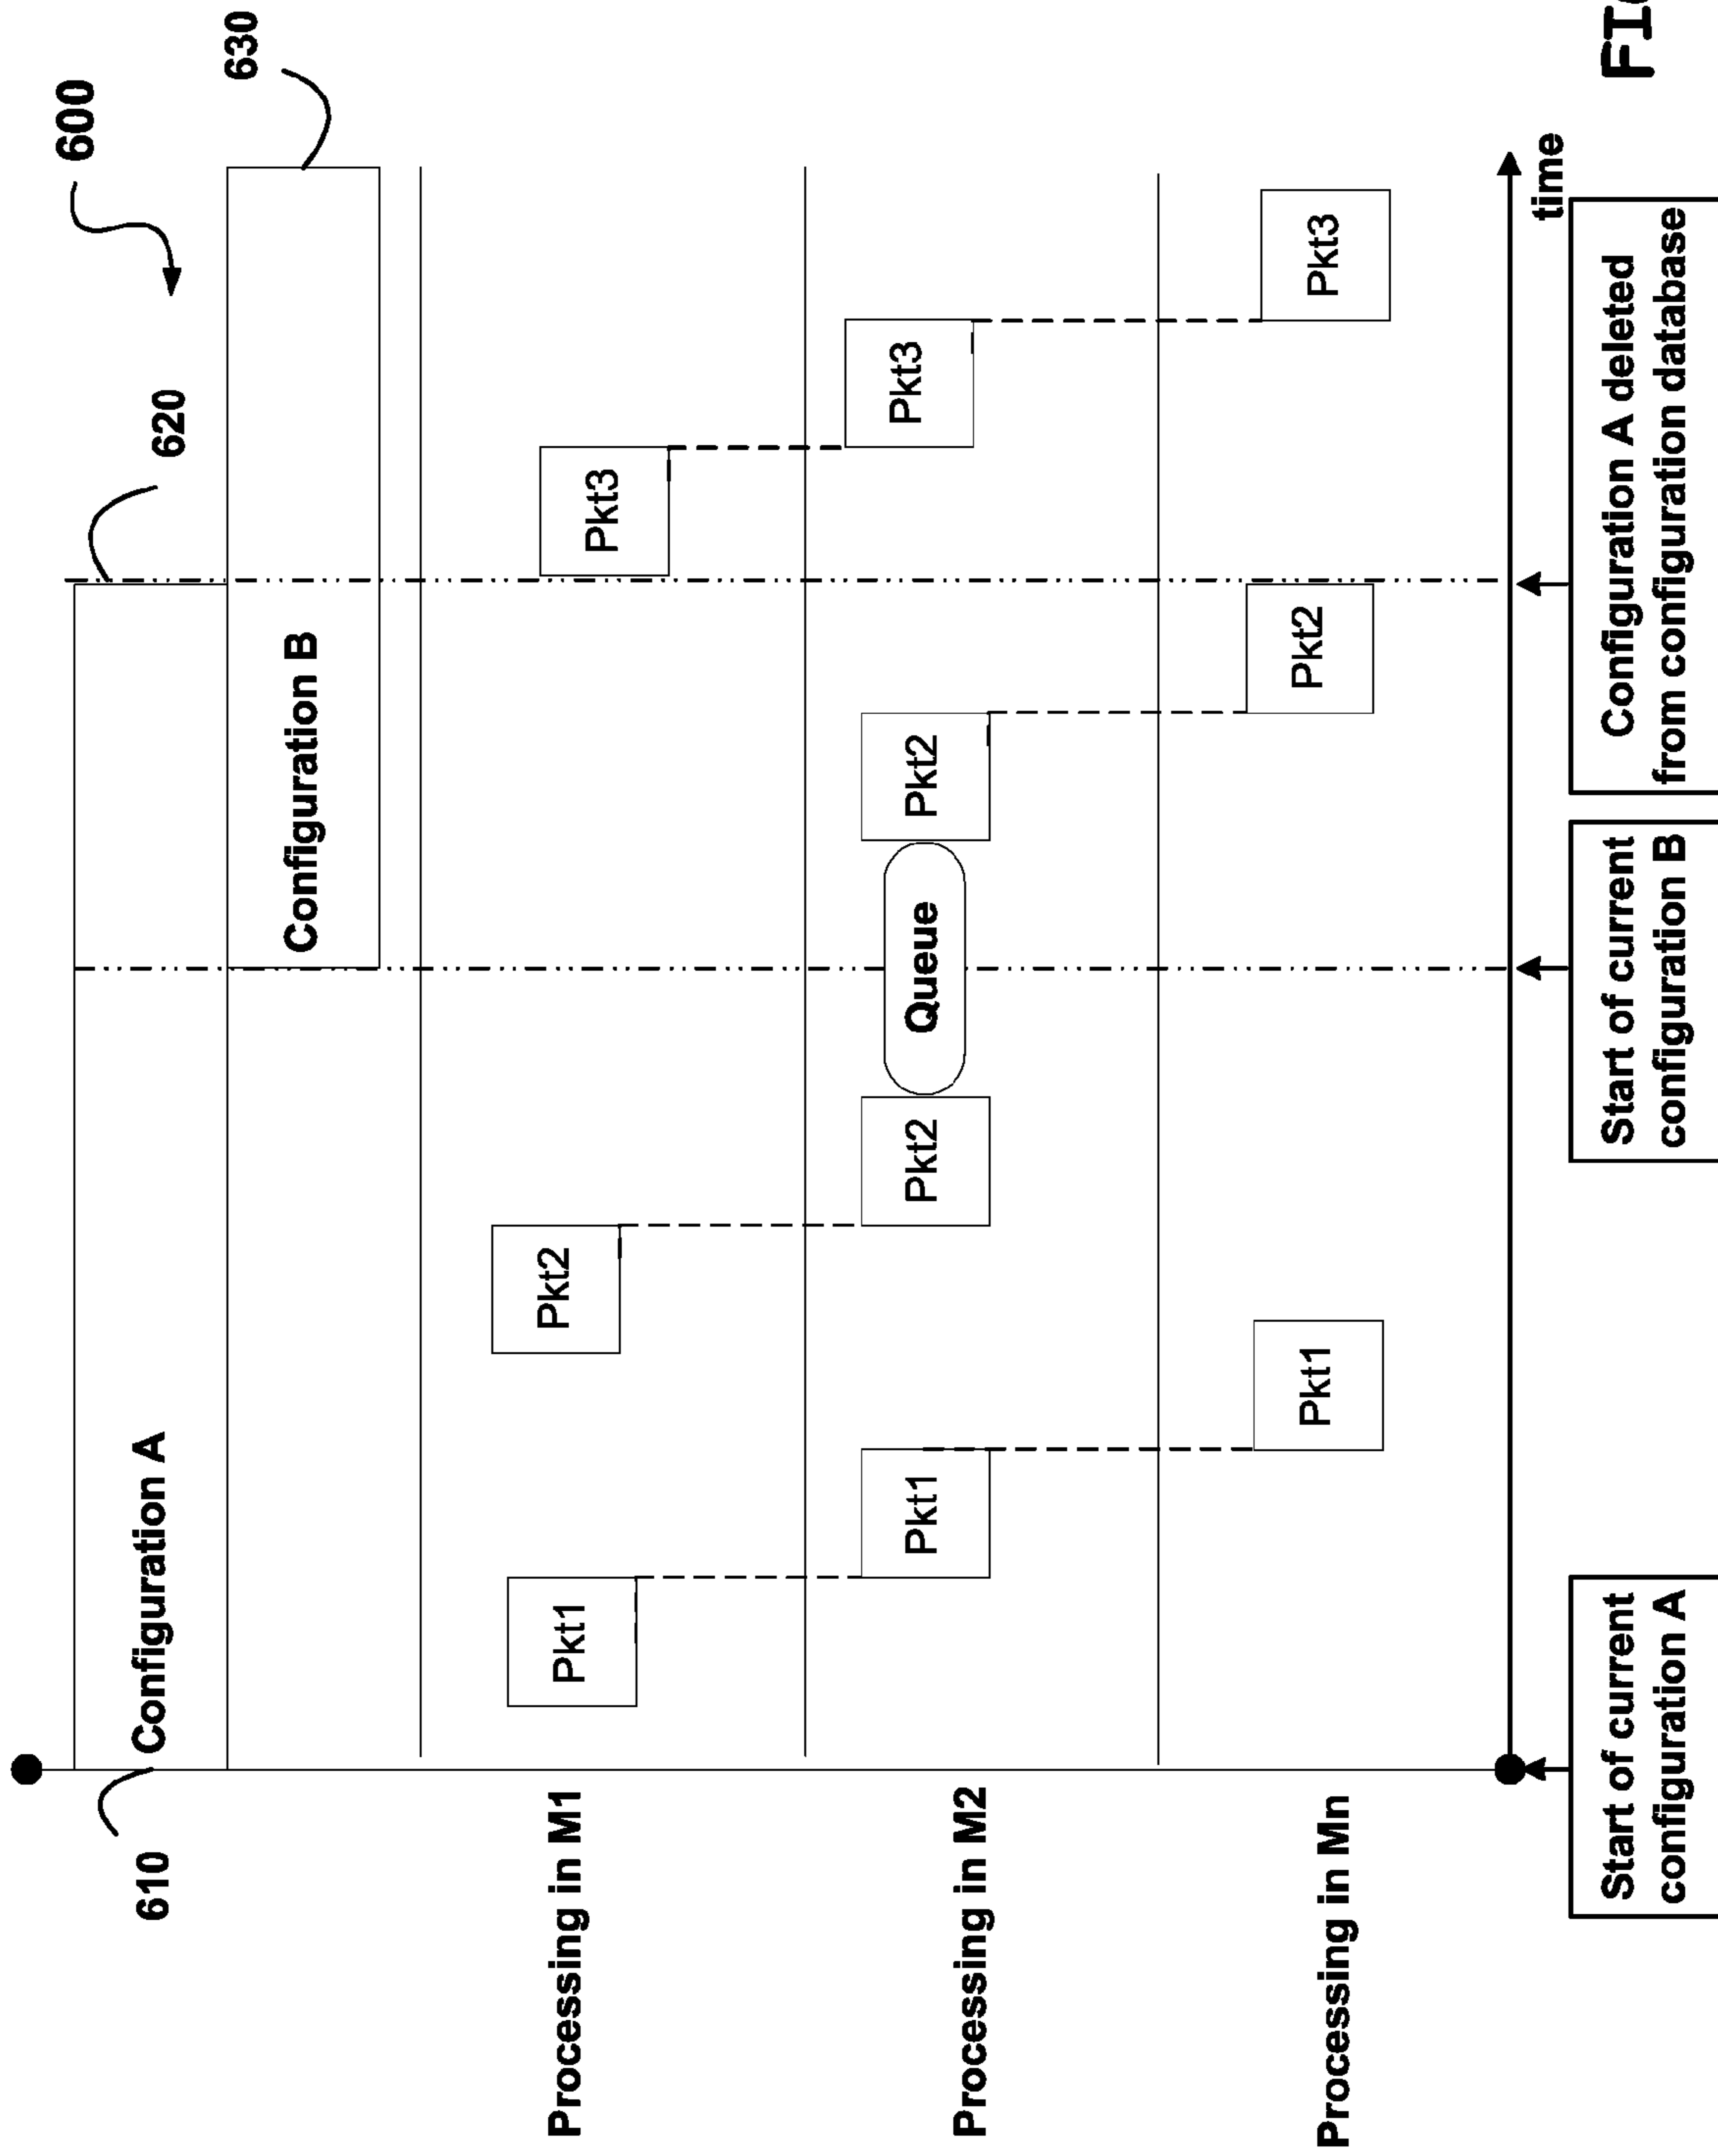 600
610
620
630
Configuration A
Configuration B
Processing in M1
Pkt1
Pkt2
Pkt3
Processing in M2
Pkt1
Pkt2
Queue
Pkt2
Pkt3
Processing in Mn
Pkt1
Pkt2
Pkt3
time
Start of current
configuration A
Start of current
configuration B
Configuration A deleted
from configuration database